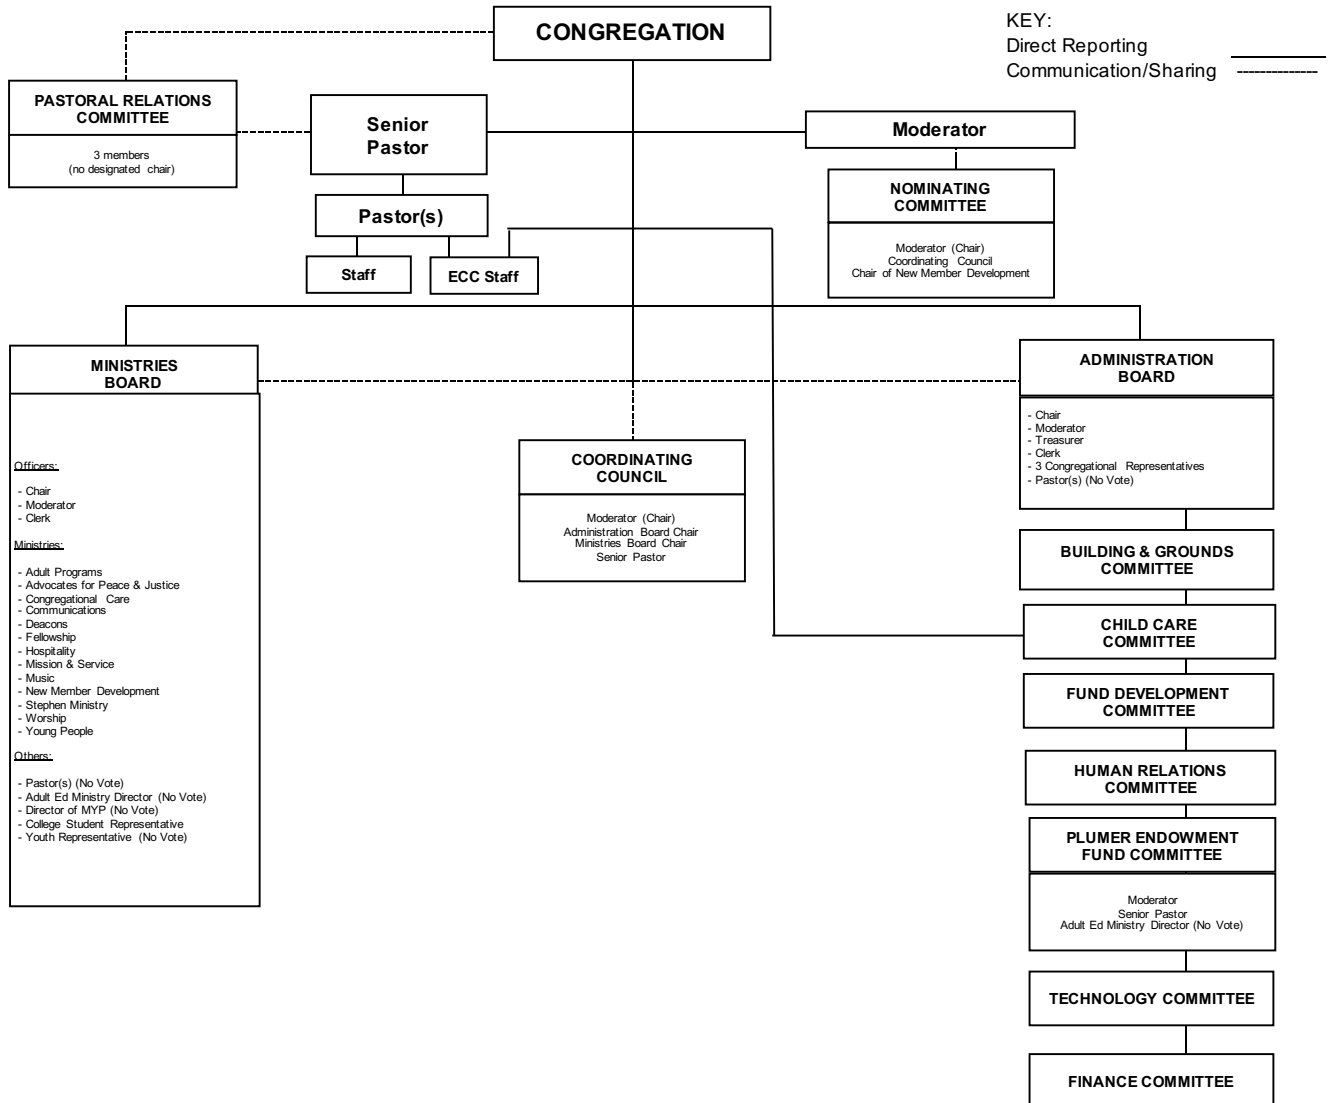 CONGREGATION
KEY:
Direct Reporting
Communication/Sharing
PASTORAL RELATIONS
COMMITTEE
3 members
(no designated chair)
Senior
Pastor
Moderator
Pastor(s)
Staff
ECC Staff
NOMINATING
COMMITTEE
Moderator (Chair)
Coordinating Council
Chair of New Member Development
MINISTRIES
BOARD
Officers:
- Chair
- Moderator
- Clerk
Ministries:
- Adult Programs
- Advocates for Peace & Justice
- Congregational Care
- Communications
- Deacons
- Fellowship
- Hospitality
- Mission & Service
- Music
- New Member Development
- Stephen Ministry
- Worship
- Young People
Others:
- Pastor(s) (No Vote)
- Adult Ed Ministry Director (No Vote)
- Director of MYP (No Vote)
- College Student Representative
- Youth Representative (No Vote)
COORDINATING
COUNCIL
Moderator (Chair)
Administration Board Chair
Ministries Board Chair
Senior Pastor
ADMINISTRATION
BOARD
- Chair
- Moderator
- Treasurer
- Clerk
- 3 Congregational Representatives
- Pastor(s) (No Vote)
BUILDING & GROUNDS
COMMITTEE
CHILD CARE
COMMITTEE
FUND DEVELOPMENT
COMMITTEE
HUMAN RELATIONS
COMMITTEE
PLUMER ENDOWMENT
FUND COMMITTEE
Moderator
Senior Pastor
Adult Ed Ministry Director (No Vote)
TECHNOLOGY COMMITTEE
FINANCE COMMITTEE